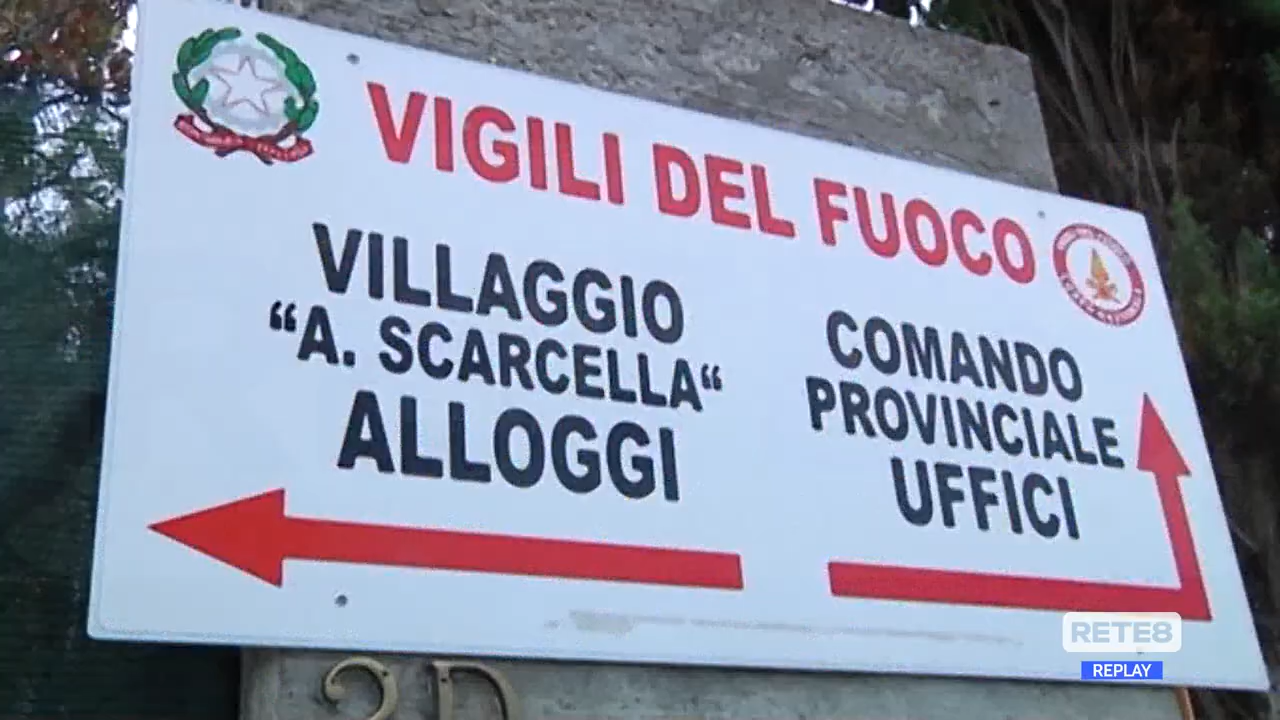 VIGILI DEL FUOCO
VILLAGGIO
“A. SCARCELLA“
ALLOGGI
COMANDO
PROVINCIALE
UFFICI
RETE8
REPLAY